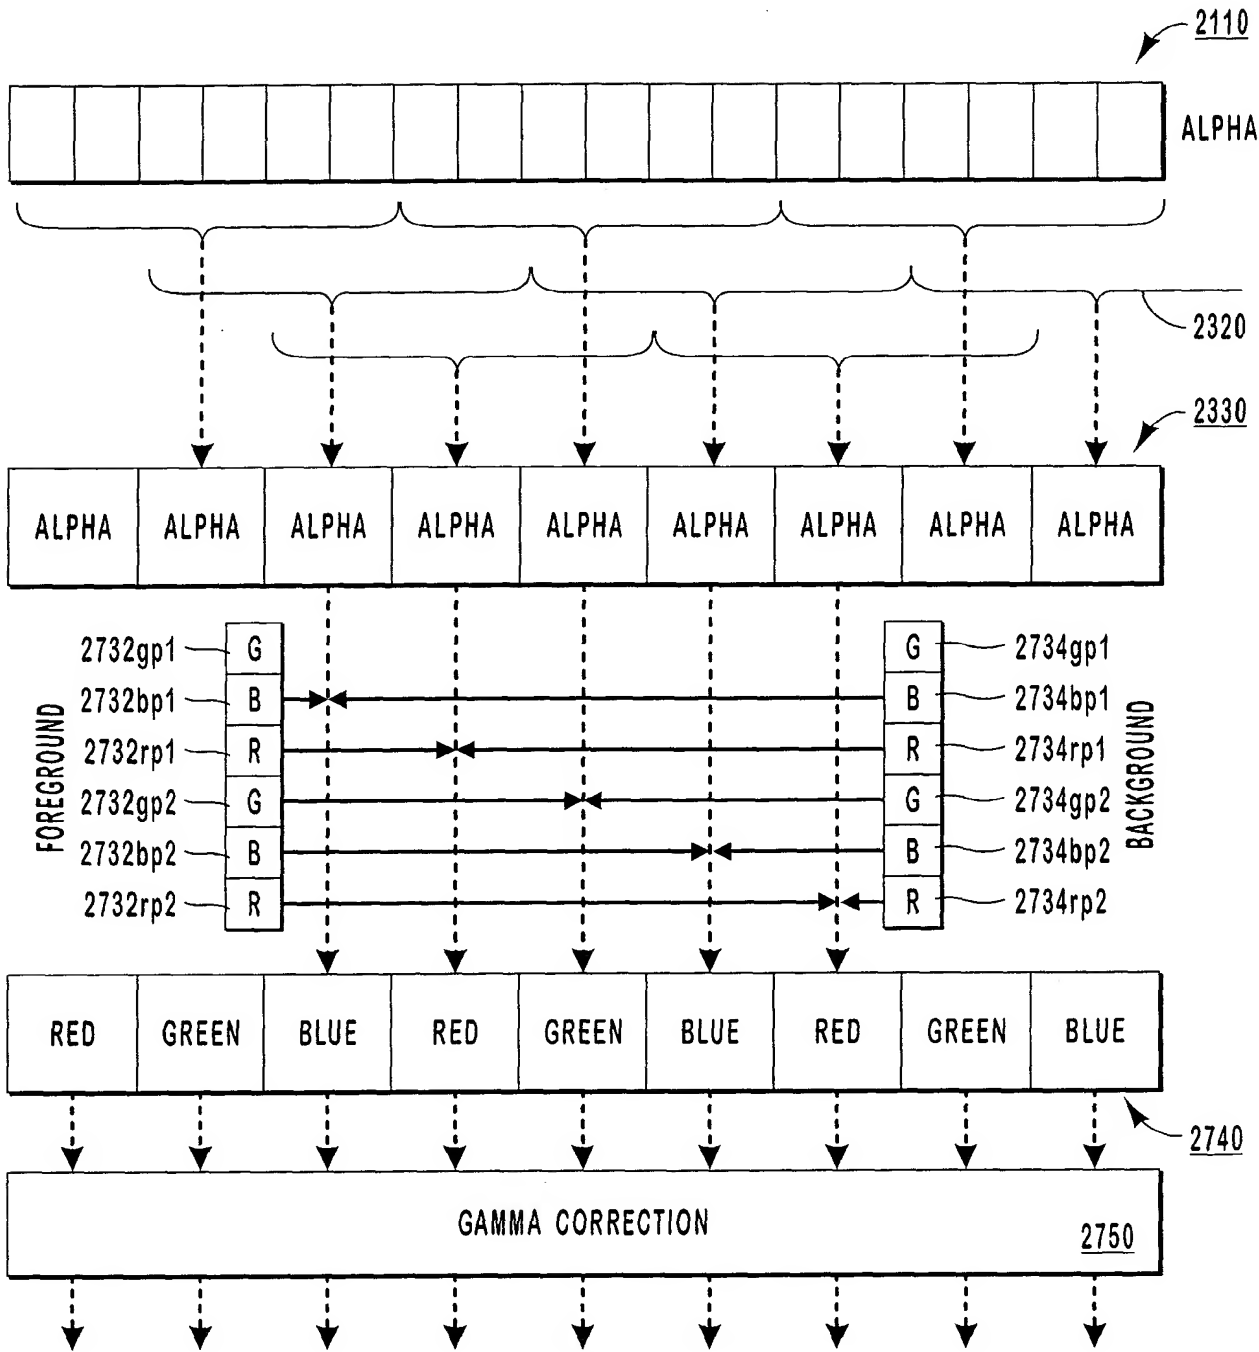 2110
ALPHA
2320
2330
ALPHA ALPHA ALPHA ALPHA ALPHA ALPHA ALPHA ALPHA ALPHA
FOREGROUND
2732gp1 G G 2734gp1
2732bp1 B B 2734bp1
2732rp1 R R 2734rp1
2732gp2 G G 2734gp2
2732bp2 B B 2734bp2
2732rp2 R R 2734rp2
BACKGROUND
RED GREEN BLUE RED GREEN BLUE RED GREEN BLUE
2740
GAMMA CORRECTION 2750